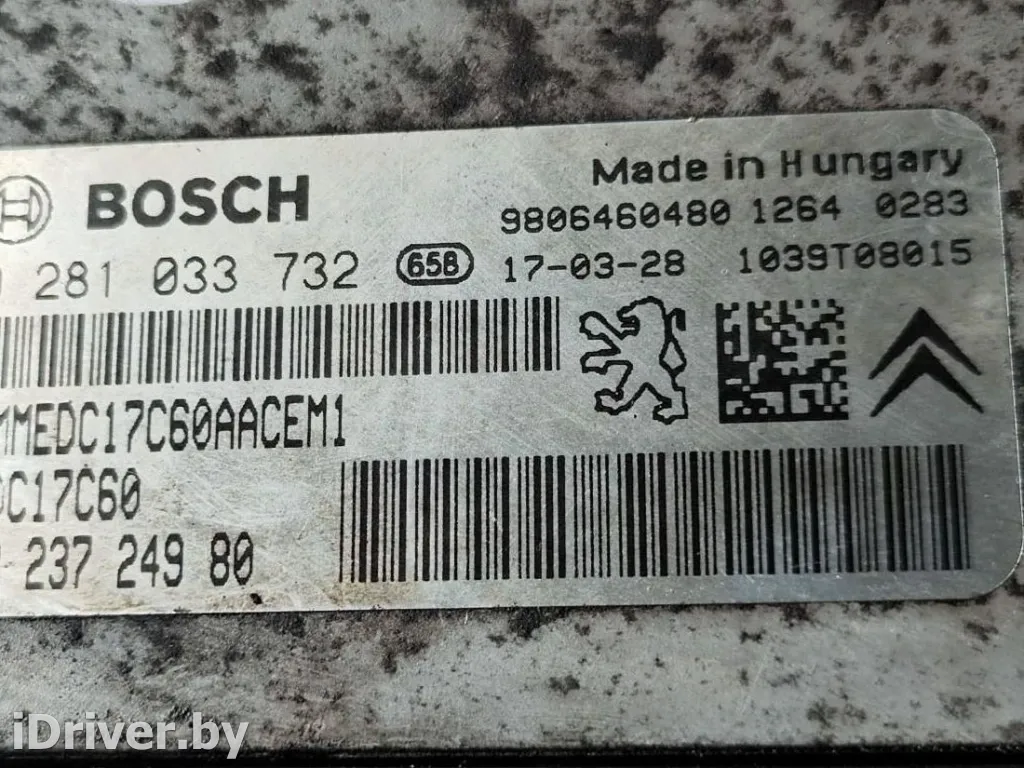 BOSCH
Made in Hungary
9806460480 1264 0283
281 033 732 658 17-03-28 1039T08015
MMEDC17C60AACEM1
DC17C60
237 249 80
iDriver.by